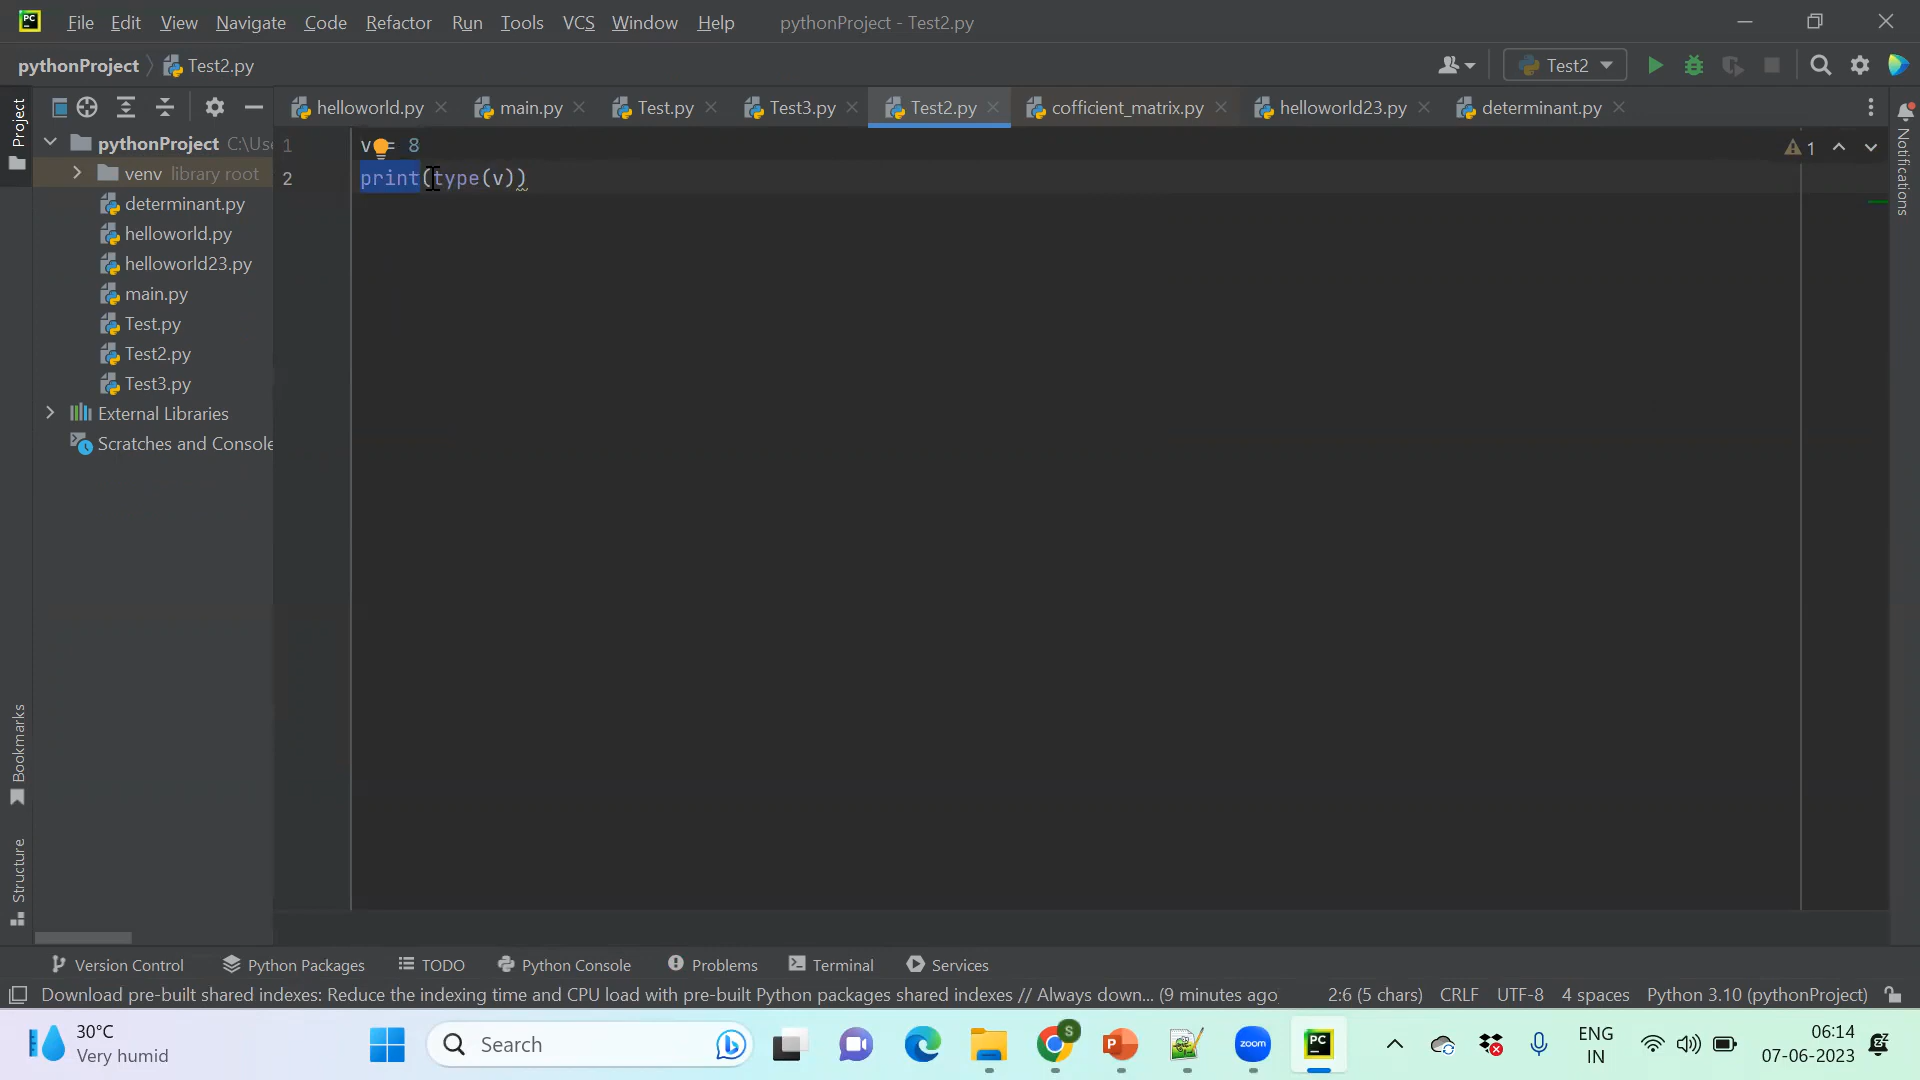 PC File Edit View Navigate Code Refactor Run Tools VCS Window Help pythonProject - Test2.py
pythonProject Test2.py Test2
helloworld.py main.py Test.py Test3.py Test2.py cofficient_matrix.py helloworld23.py determinant.py
Project
Notifications
pythonProject C:\Use
venv library root
determinant.py
helloworld.py
helloworld23.py
main.py
Test.py
Test2.py
Test3.py
External Libraries
Scratches and Console
1 v = 8
2 print(type(v))
1
Bookmarks
Structure
Version Control Python Packages TODO Python Console Problems Terminal Services
Download pre-built shared indexes: Reduce the indexing time and CPU load with pre-built Python packages shared indexes // Always down... (9 minutes ago 2:6 (5 chars) CRLF UTF-8 4 spaces Python 3.10 (pythonProject)
30°C
Very humid
Search
S
P
zoom
PC
ENG
IN
06:14
07-06-2023